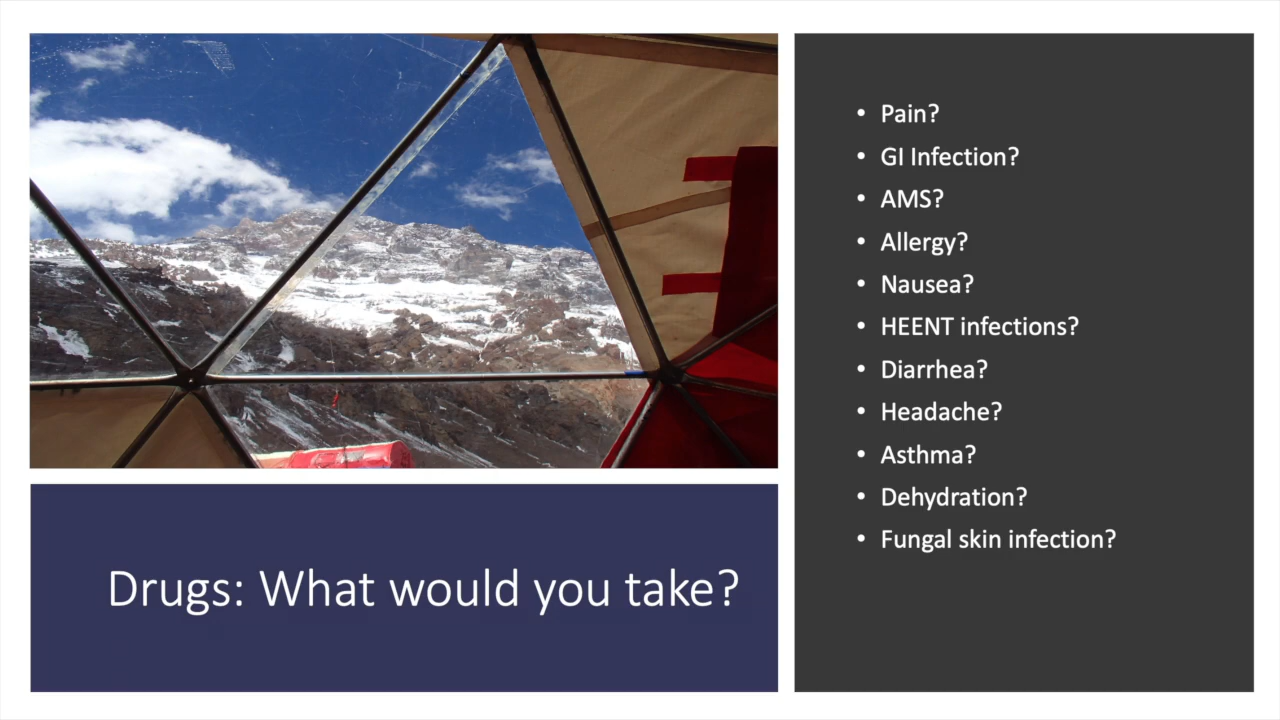 Drugs: What would you take?
• Pain?
• GI Infection?
• AMS?
• Allergy?
• Nausea?
• HEENT infections?
• Diarrhea?
• Headache?
• Asthma?
• Dehydration?
• Fungal skin infection?